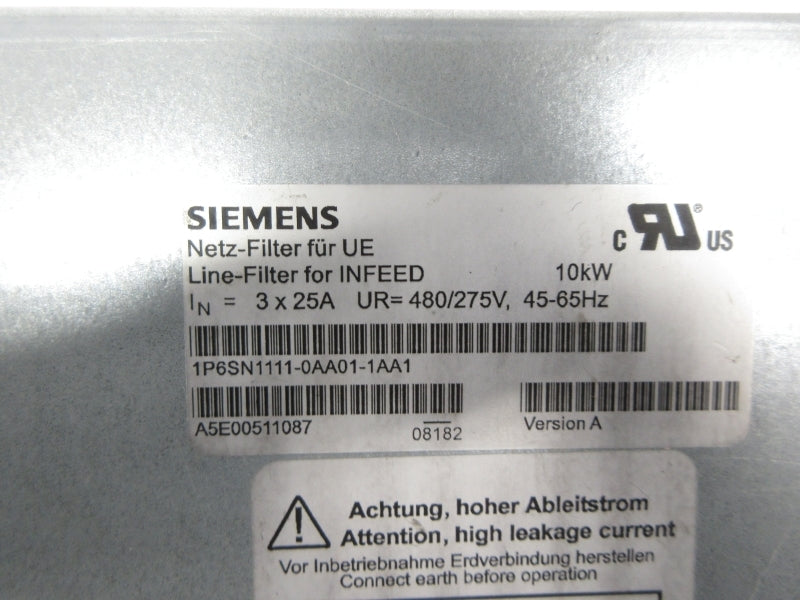 SIEMENS
Netz-Filter für UE
Line-Filter for INFEED 10kW
IN = 3 x 25A UR= 480/275V, 45-65Hz
C RU® US
1P6SN1111-0AA01-1AA1
A5E00511087 08182 Version A
Achtung, hoher Ableitstrom
Attention, high leakage current
Vor Inbetriebnahme Erdverbindung herstellen
Connect earth before operation